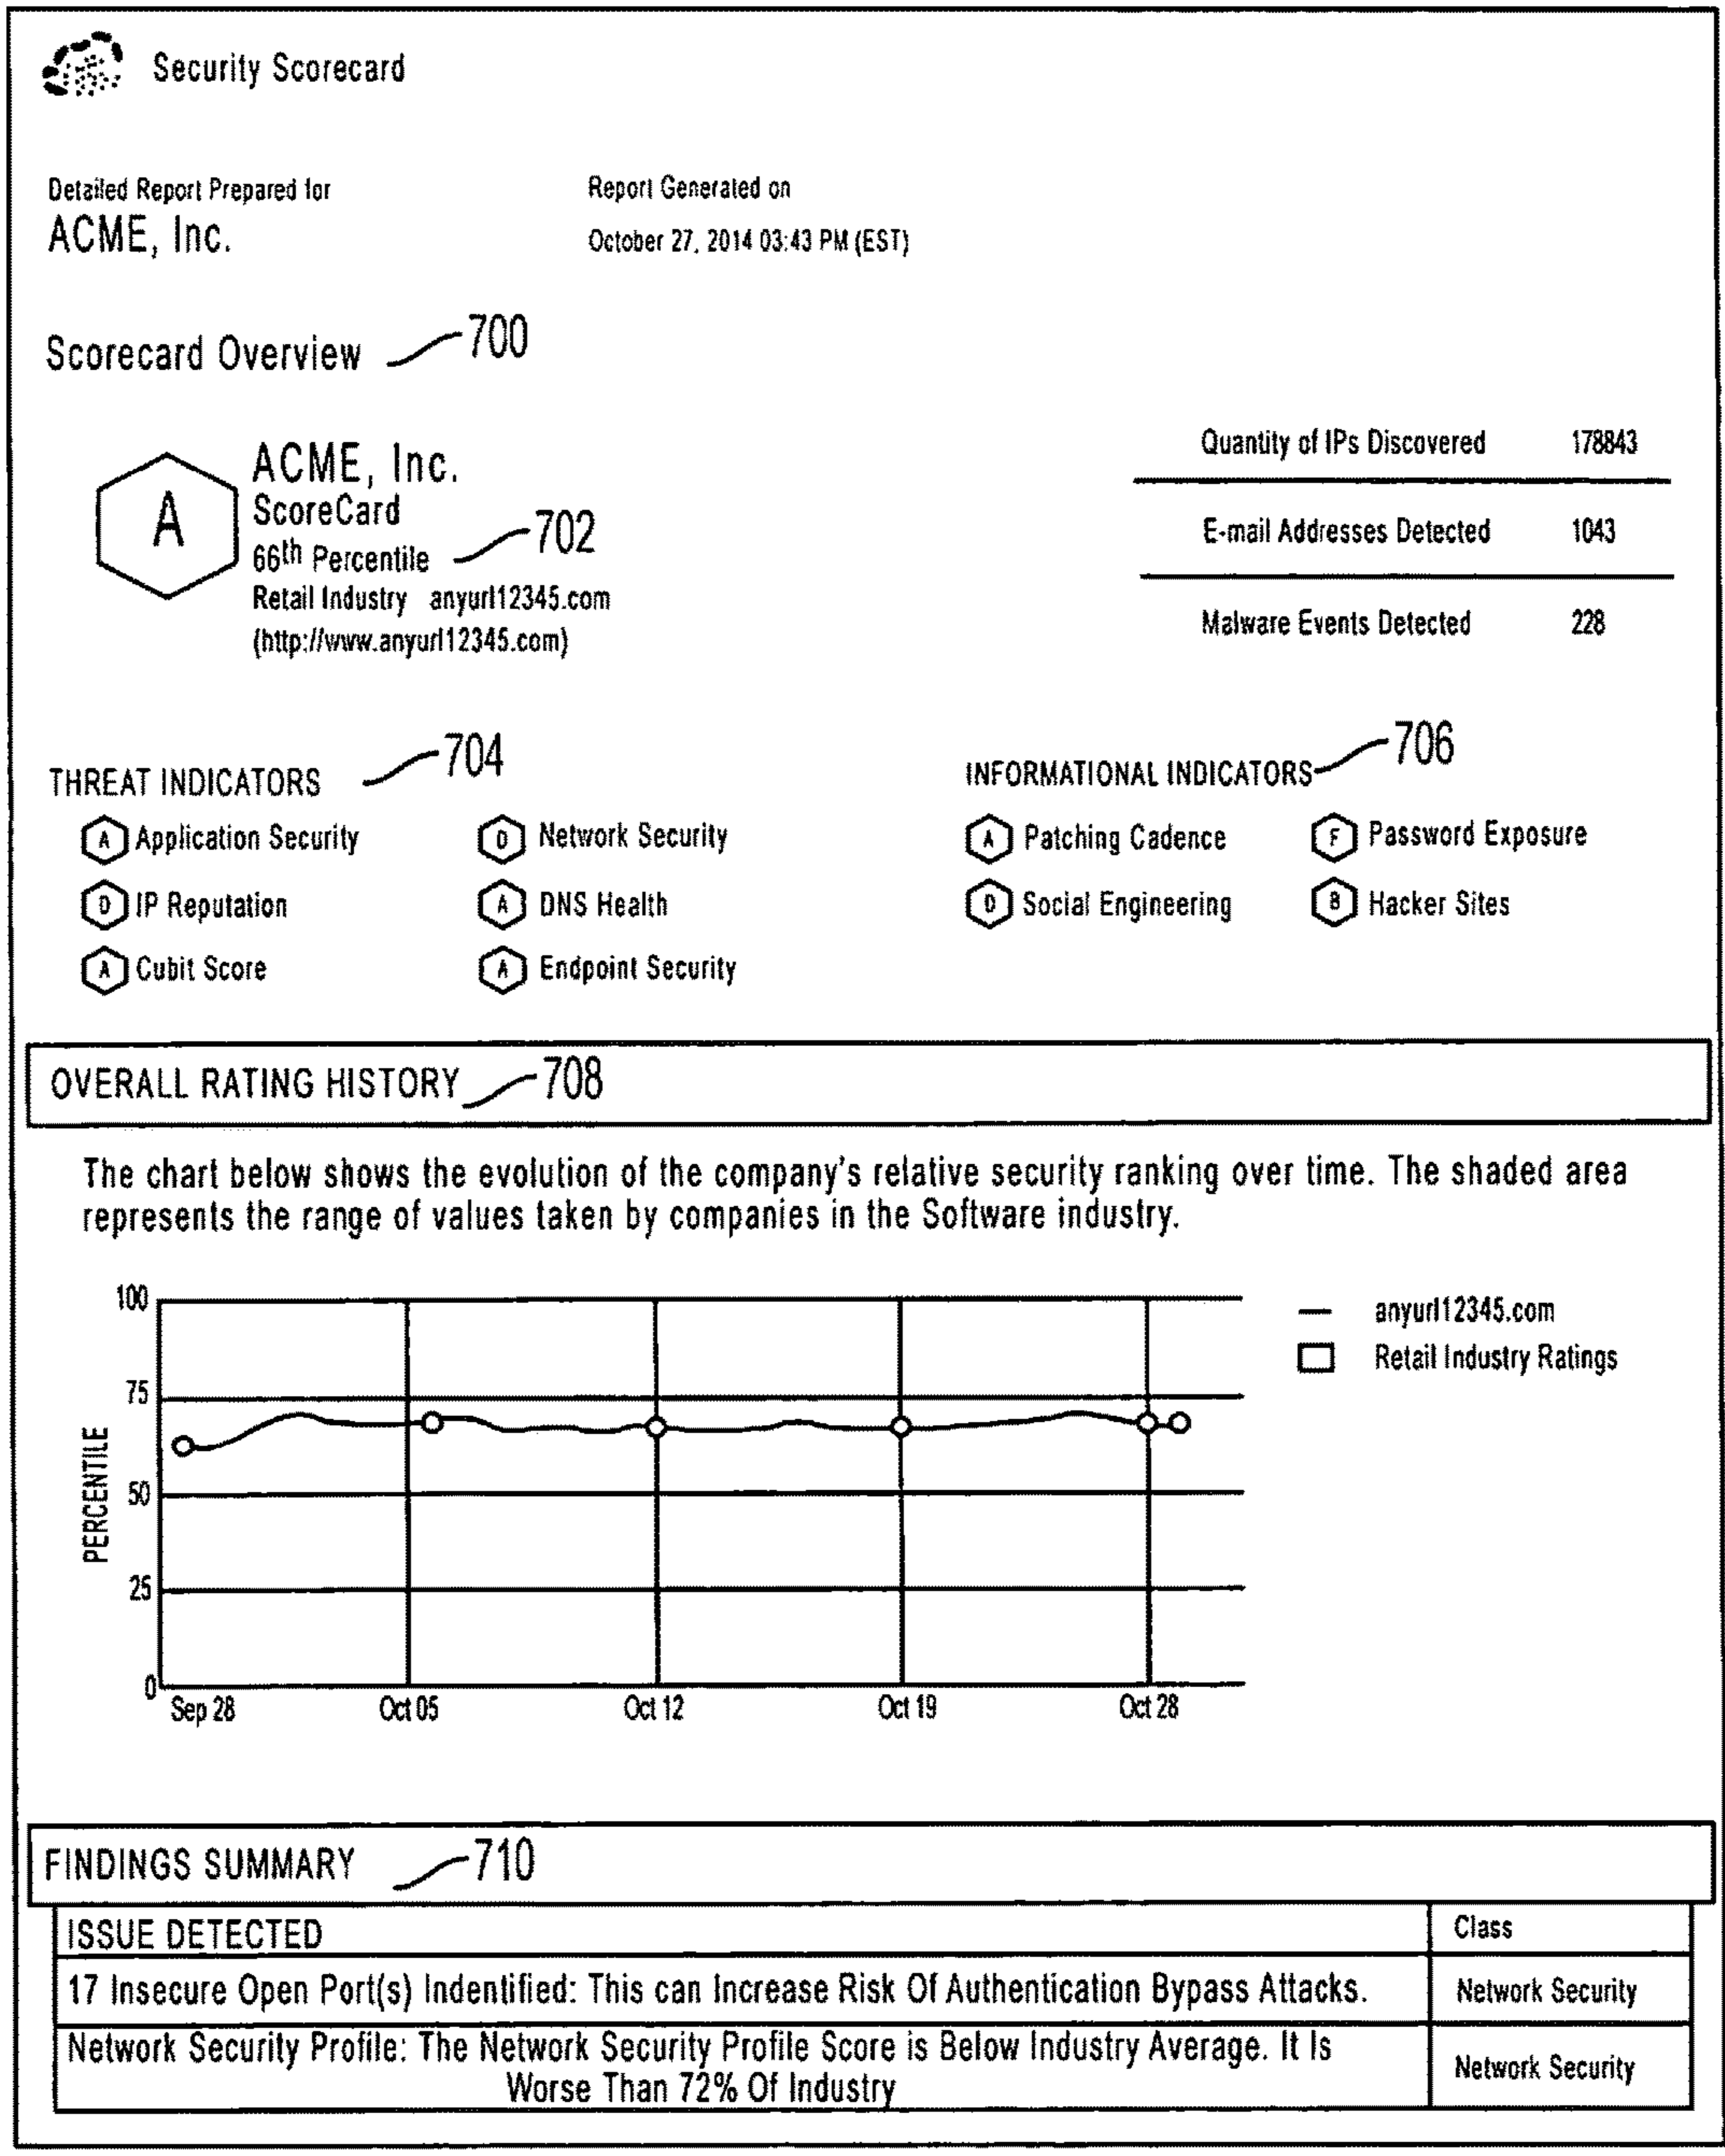 Security Scorecard
Detailed Report Prepared for
ACME, Inc.
Report Generated on
October 27, 2014 03:43 PM (EST)
Scorecard Overview 700
A
ACME, Inc.
ScoreCard
66th Percentile 702
Retail Industry anyurl12345.com
(http://www.anyurl12345.com)
Quantity of IPs Discovered 178843
E-mail Addresses Detected 1043
Malware Events Detected 228
THREAT INDICATORS 704
A Application Security D Network Security
D IP Reputation A DNS Health
A Cubit Score A Endpoint Security
INFORMATIONAL INDICATORS 706
A Patching Cadence F Password Exposure
D Social Engineering B Hacker Sites
OVERALL RATING HISTORY 708
The chart below shows the evolution of the company's relative security ranking over time. The shaded area
represents the range of values taken by companies in the Software industry.
PERCENTILE
100
75
50
25
0
Sep 28 Oct 05 Oct 12 Oct 19 Oct 28
anyurl12345.com
Retail Industry Ratings
FINDINGS SUMMARY 710
ISSUE DETECTED Class
17 Insecure Open Port(s) Indentified: This can Increase Risk Of Authentication Bypass Attacks. Network Security
Network Security Profile: The Network Security Profile Score is Below Industry Average. It Is
Worse Than 72% Of Industry
Network Security